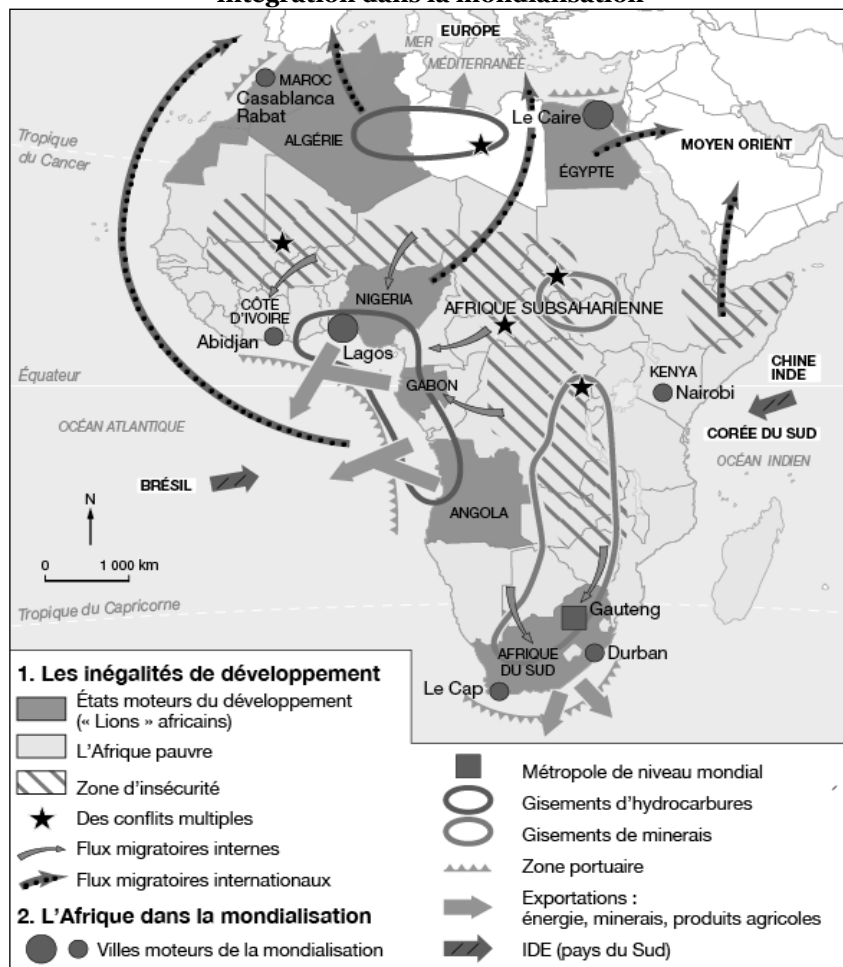 intégration dans la mondialisation
EUROPE
MER
MÉDITERRANÉE
MAROC
Casablanca
Rabat
ALGÉRIE
Le Caire
ÉGYPTE
MOYEN ORIENT
Tropique
du Cancer
CÔTE
D'IVOIRE
Abidjan
NIGERIA
Lagos
AFRIQUE SUBSAHARIENNE
Équateur
GABON
KENYA
Nairobi
CHINE
INDE
CORÉE DU SUD
OCÉAN INDIEN
OCÉAN ATLANTIQUE
BRÉSIL
ANGOLA
N
0 1 000 km
Tropique du Capricorne
Gauteng
AFRIQUE
DU SUD
Durban
Le Cap
1. Les inégalités de développement
États moteurs du développement
(« Lions » africains)
L'Afrique pauvre
Zone d'insécurité
Des conflits multiples
Flux migratoires internes
Flux migratoires internationaux
2. L'Afrique dans la mondialisation
Villes moteurs de la mondialisation
Métropole de niveau mondial
Gisements d'hydrocarbures
Gisements de minerais
Zone portuaire
Exportations :
énergie, minerais, produits agricoles
IDE (pays du Sud)